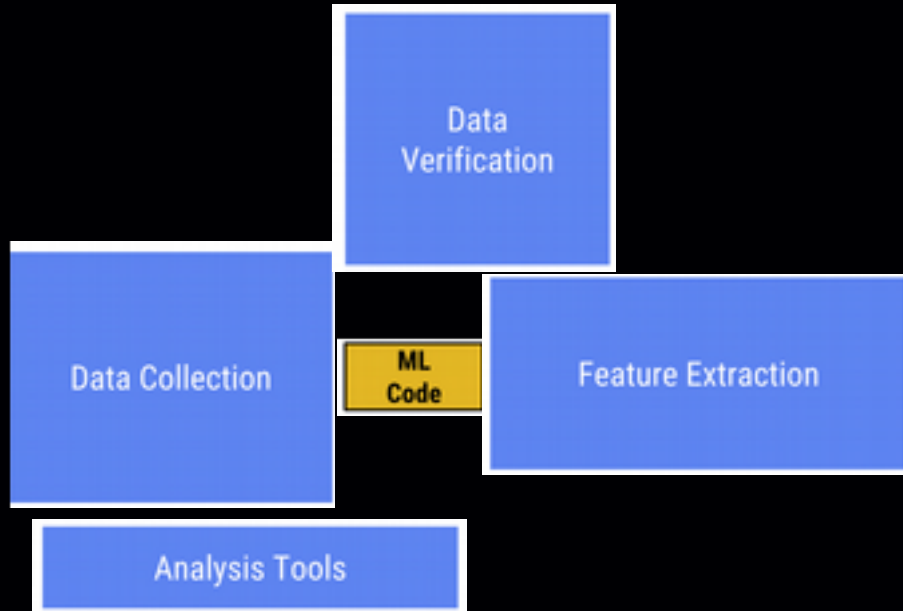 Data
Verification
Data Collection
ML
Code
Feature Extraction
Analysis Tools